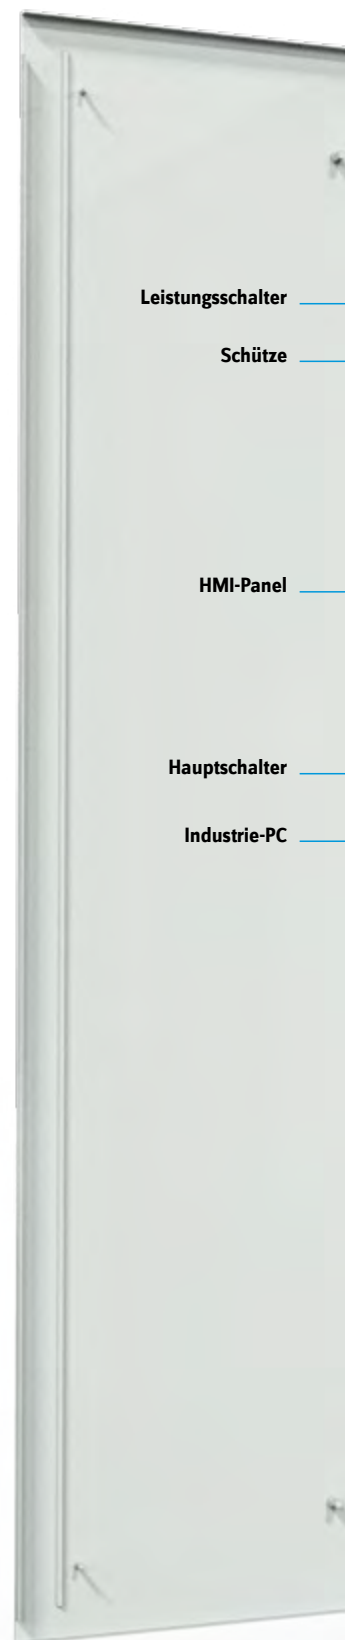 Leistungsschalter
Schütze
HMI-Panel
Hauptschalter
Industrie-PC